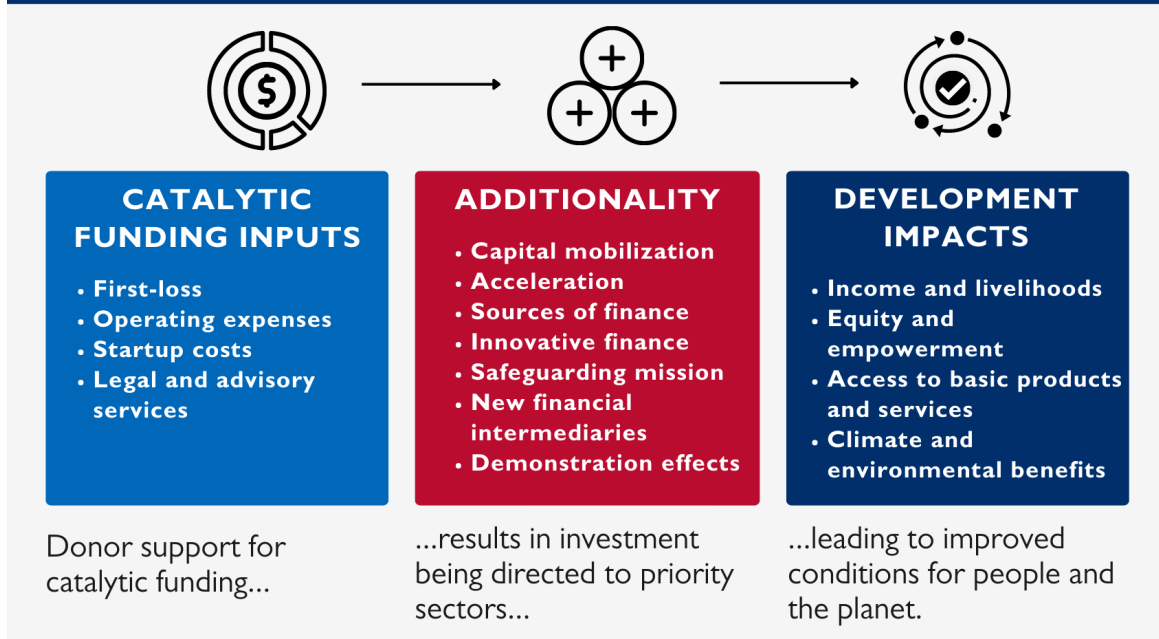 $
CATALYTIC
FUNDING INPUTS
• First-loss
• Operating expenses
• Startup costs
• Legal and advisory
services
Donor support for
catalytic funding...
ADDITIONALITY
• Capital mobilization
• Acceleration
• Sources of finance
• Innovative finance
• Safeguarding mission
• New financial
intermediaries
• Demonstration effects
...results in investment
being directed to priority
sectors...
DEVELOPMENT
IMPACTS
• Income and livelihoods
• Equity and
empowerment
• Access to basic products
and services
• Climate and
environmental benefits
...leading to improved
conditions for people and
the planet.